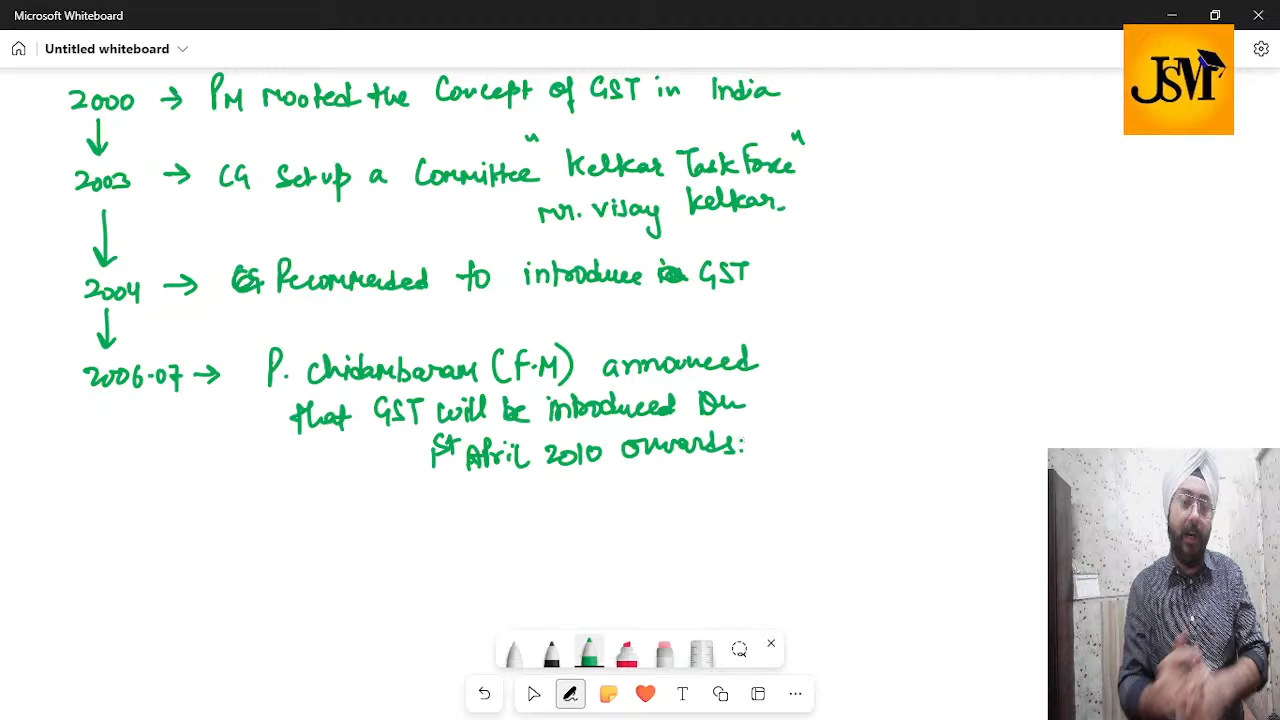 Microsoft Whiteboard
Untitled whiteboard
JSM
2000 → PM mooted the Concept of GST in India
2003 → CG Setup a Committee "Kelkar Task Force"
Mr. Vijay Kelkar.
2004 → Recommended to introduce GST
2006-07 → P. Chidambaram (F.M) announced
that GST will be introduced On
1st April 2010 onwards: